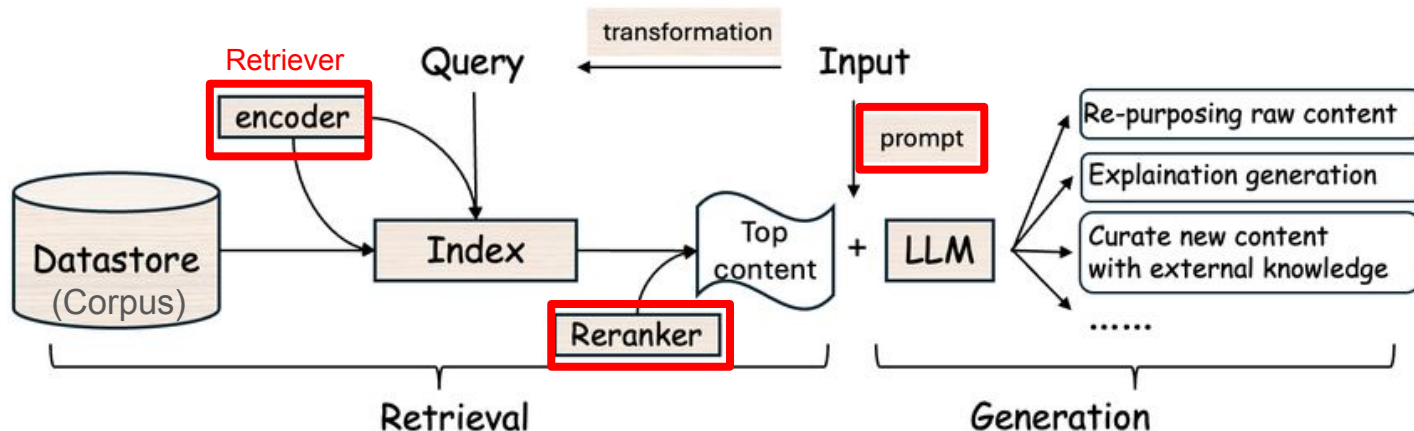 transformation
Retriever
Query
Input
encoder
prompt
Re-purposing raw content
Explaination generation
Datastore
(Corpus)
Index
Top
content
+
LLM
Curate new content
with external knowledge
Reranker
......
Retrieval
Generation